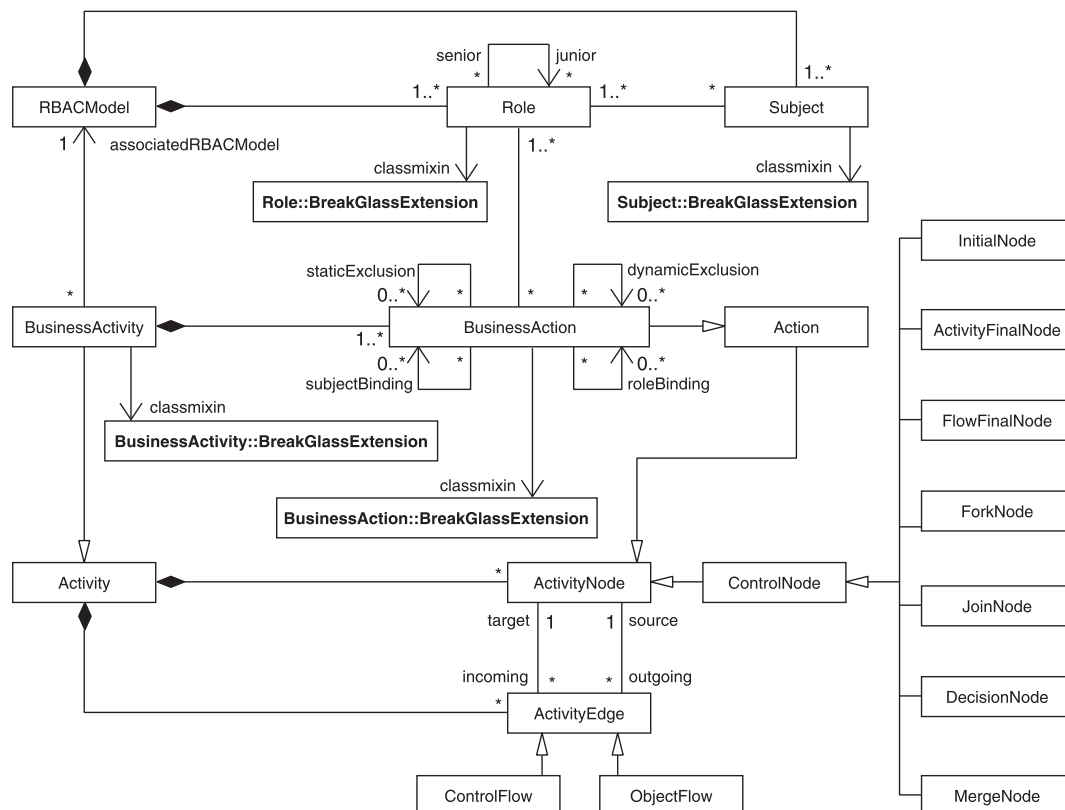 senior
junior
*
*
1..*
RBACModel
1..*
Role
1..*
*
Subject
1
associatedRBACModel
1..*
classmixin
classmixin
Role::BreakGlassExtension
Subject::BreakGlassExtension
InitialNode
staticExclusion
dynamicExclusion
*
0..*
*
*
*
0..*
BusinessActivity
BusinessAction
Action
ActivityFinalNode
1..*
0..*
*
*
0..*
subjectBinding
roleBinding
classmixin
FlowFinalNode
BusinessActivity::BreakGlassExtension
classmixin
BusinessAction::BreakGlassExtension
ForkNode
Activity
*
ActivityNode
ControlNode
JoinNode
target
1
1
source
incoming
*
*
outgoing
*
ActivityEdge
DecisionNode
ControlFlow
ObjectFlow
MergeNode